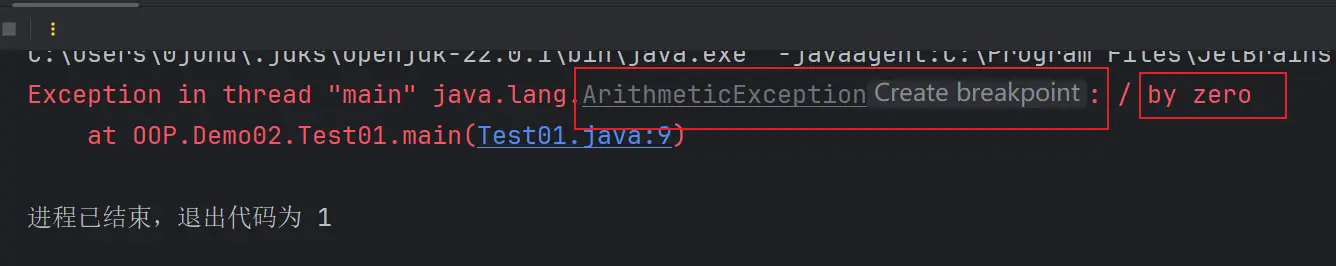 C:\Users\0junu\.jdks\openjdk-22.0.1\bin\java.exe -javaagent:C:\Program Files\JetBrains
Exception in thread "main" java.lang.ArithmeticException Create breakpoint : / by zero
at OOP.Demo02.Test01.main(Test01.java:9)
进程已结束，退出代码为 1